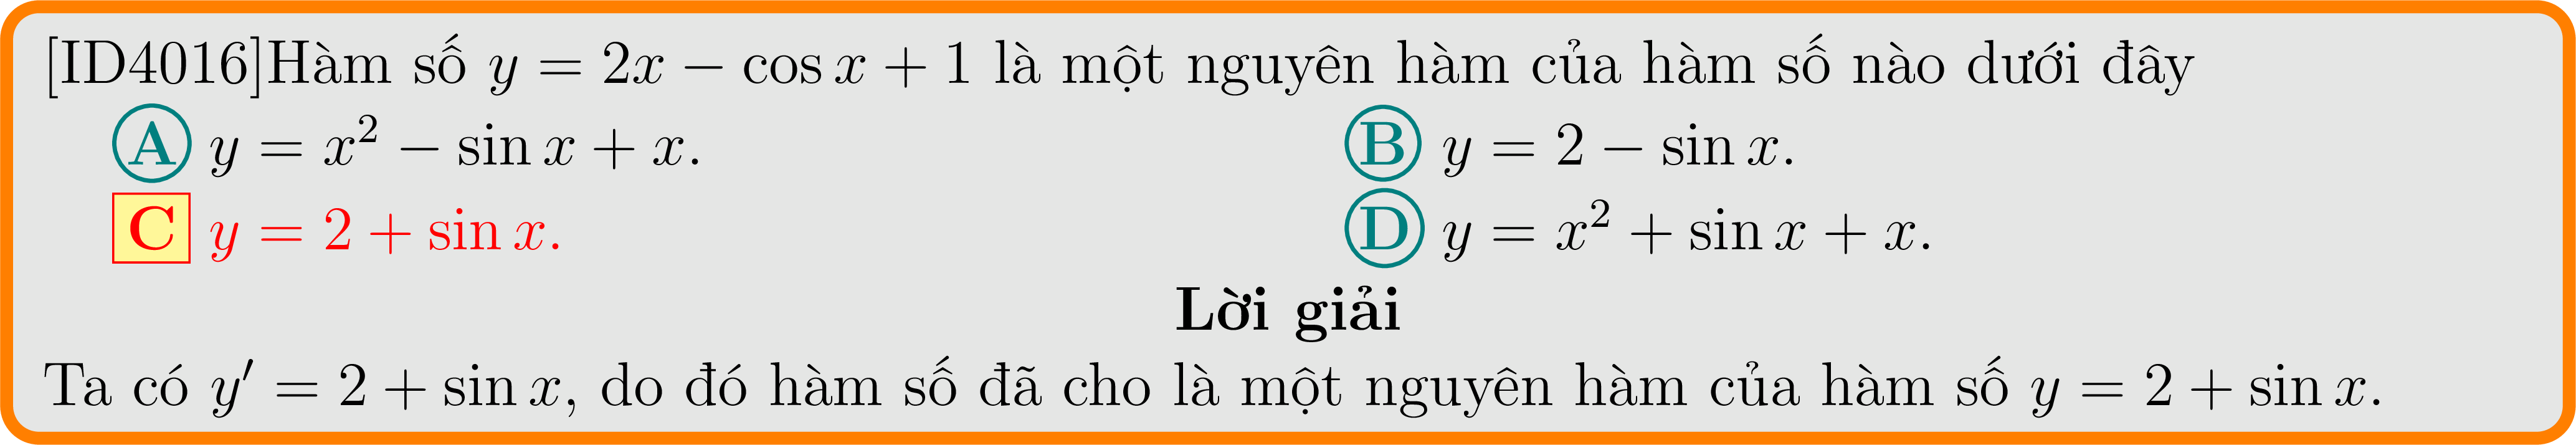 [ID4016]Hàm số y = 2x − cos x + 1 là một nguyên hàm của hàm số nào dưới đây
A y = x² − sin x + x. B y = 2 − sin x.
C y = 2 + sin x. D y = x² + sin x + x.
Lời giải
Ta có y′ = 2 + sin x, do đó hàm số đã cho là một nguyên hàm của hàm số y = 2 + sin x.